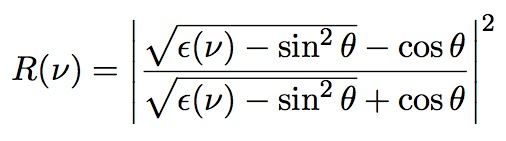 R(ν) = | (√(ϵ(ν) − sin² θ) − cos θ) / (√(ϵ(ν) − sin² θ) + cos θ) |²